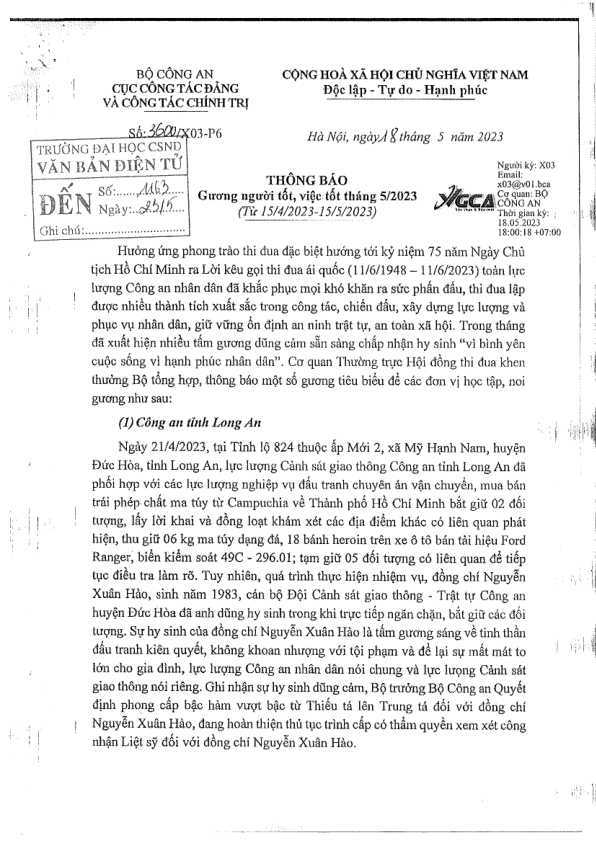 BỘ CÔNG AN
CỤC CÔNG TÁC ĐẢNG
VÀ CÔNG TÁC CHÍNH TRỊ
Số: 3600/X03-P6
CỘNG HOÀ XÃ HỘI CHỦ NGHĨA VIỆT NAM
Độc lập - Tự do - Hạnh phúc
Hà Nội, ngày 18 tháng 5 năm 2023
TRƯỜNG ĐẠI HỌC CSND
VĂN BẢN ĐIỆN TỬ
ĐẾN
Số: 1163
Ngày: 23/5
Ghi chú:
THÔNG BÁO
Gương người tốt, việc tốt tháng 5/2023
(Từ 15/4/2023-15/5/2023)
VGCA
Người ký: X03
Email:
x03@v01.bca
Cơ quan: BỘ
CÔNG AN
Thời gian ký:
18.05.2023
18:00:18 +07:00
Hưởng ứng phong trào thi đua đặc biệt hướng tới kỷ niệm 75 năm Ngày Chủ
tịch Hồ Chí Minh ra Lời kêu gọi thi đua ái quốc (11/6/1948 – 11/6/2023) toàn lực
lượng Công an nhân dân đã khắc phục mọi khó khăn ra sức phấn đấu, thi đua lập
được nhiều thành tích xuất sắc trong công tác, chiến đấu, xây dựng lực lượng và
phục vụ nhân dân, giữ vững ổn định an ninh trật tự, an toàn xã hội. Trong tháng
đã xuất hiện nhiều tấm gương dũng cảm sẵn sàng chấp nhận hy sinh “vì bình yên
cuộc sống vì hạnh phúc nhân dân”. Cơ quan Thường trực Hội đồng thi đua khen
thưởng Bộ tổng hợp, thông báo một số gương tiêu biểu để các đơn vị học tập, noi
gương như sau:
(1) Công an tỉnh Long An
Ngày 21/4/2023, tại Tỉnh lộ 824 thuộc ấp Mới 2, xã Mỹ Hạnh Nam, huyện
Đức Hòa, tỉnh Long An, lực lượng Cảnh sát giao thông Công an tỉnh Long An đã
phối hợp với các lực lượng nghiệp vụ đấu tranh chuyên án vận chuyển, mua bán
trái phép chất ma túy từ Campuchia về Thành phố Hồ Chí Minh bắt giữ 02 đối
tượng, lấy lời khai và đồng loạt khám xét các địa điểm khác có liên quan phát
hiện, thu giữ 06 kg ma túy dạng đá, 18 bánh heroin trên xe ô tô bán tải hiệu Ford
Ranger, biển kiểm soát 49C - 296.01; tạm giữ 05 đối tượng có liên quan để tiếp
tục điều tra làm rõ. Tuy nhiên, quá trình thực hiện nhiệm vụ, đồng chí Nguyễn
Xuân Hào, sinh năm 1983, cán bộ Đội Cảnh sát giao thông - Trật tự Công an
huyện Đức Hòa đã anh dũng hy sinh trong khi trực tiếp ngăn chặn, bắt giữ các đối
tượng. Sự hy sinh của đồng chí Nguyễn Xuân Hào là tấm gương sáng về tinh thần
đấu tranh kiên quyết, không khoan nhượng với tội phạm và để lại sự mất mát to
lớn cho gia đình, lực lượng Công an nhân dân nói chung và lực lượng Cảnh sát
giao thông nói riêng. Ghi nhận sự hy sinh dũng cảm, Bộ trưởng Bộ Công an Quyết
định phong cấp bậc hàm vượt bậc từ Thiếu tá lên Trung tá đối với đồng chí
Nguyễn Xuân Hào, đang hoàn thiện thủ tục trình cấp có thẩm quyền xem xét công
nhận Liệt sỹ đối với đồng chí Nguyễn Xuân Hào.